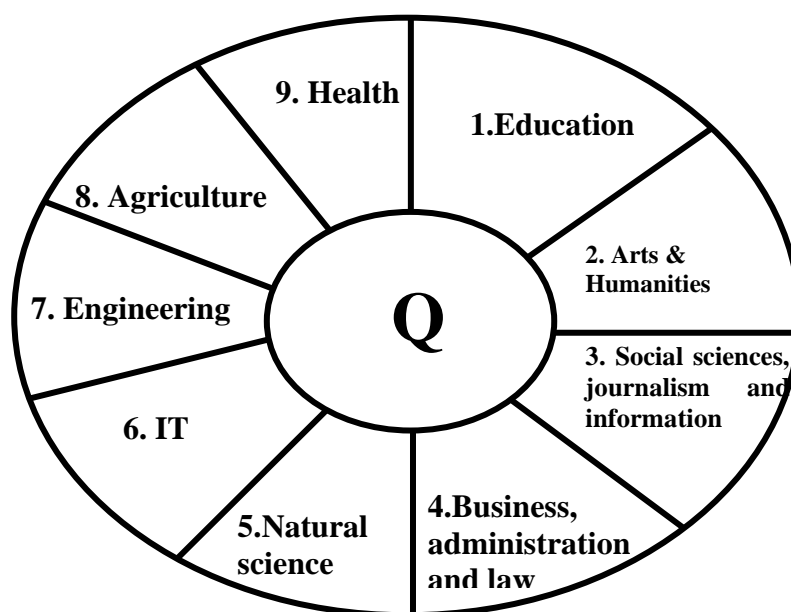 9. Health
1.Education
8. Agriculture
2. Arts &
Humanities
7. Engineering
Q
3. Social sciences,
journalism and
information
6. IT
5.Natural
science
4.Business,
administration
and law